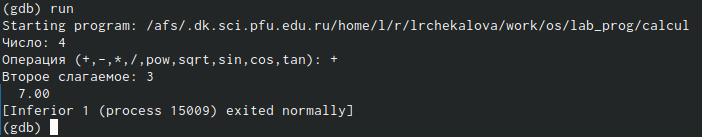 (gdb) run
Starting program: /afs/.dk.sci.pfu.edu.ru/home/l/r/lrchekalova/work/os/lab_prog/calcul
Число: 4
Операция (+,-,*,/,pow,sqrt,sin,cos,tan): +
Второе слагаемое: 3
  7.00
[Inferior 1 (process 15009) exited normally]
(gdb)